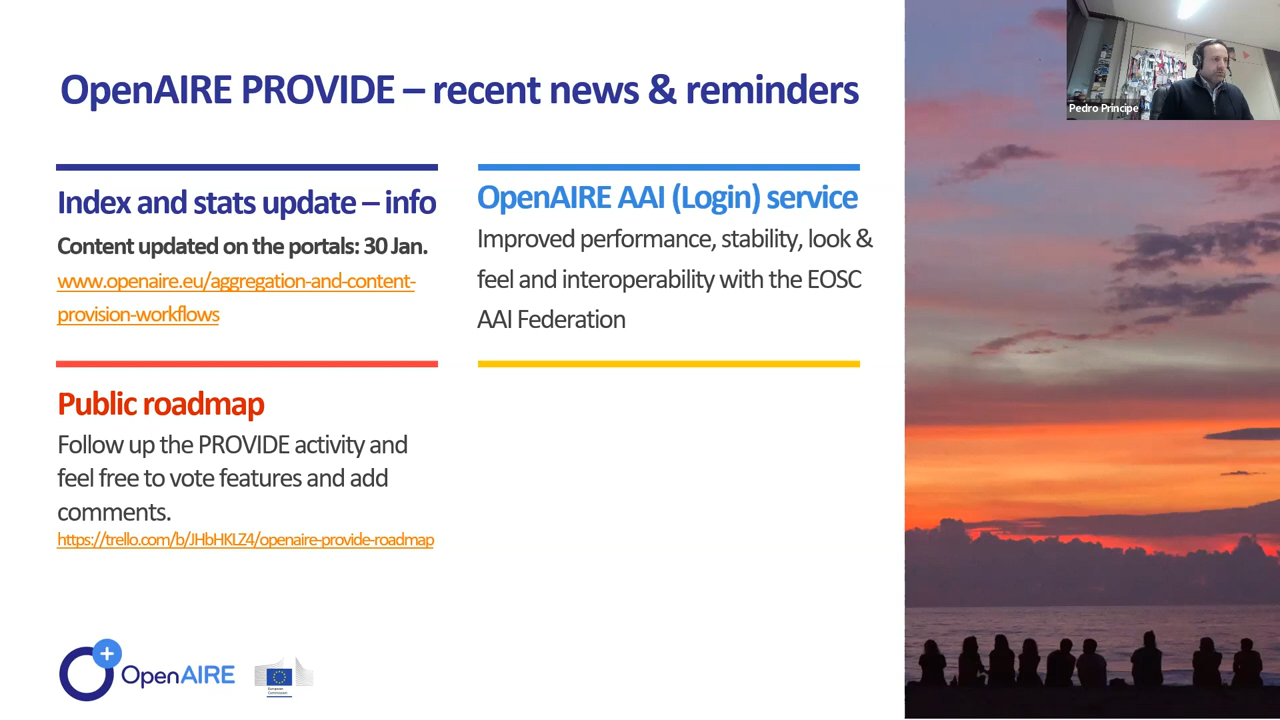 OpenAIRE PROVIDE – recent news & reminders
Pedro Principe
Index and stats update – info
Content updated on the portals: 30 Jan.
www.openaire.eu/aggregation-and-content-
provision-workflows
OpenAIRE AAI (Login) service
Improved performance, stability, look &
feel and interoperability with the EOSC
AAI Federation
Public roadmap
Follow up the PROVIDE activity and
feel free to vote features and add
comments.
https://trello.com/b/JHbHKLZ4/openaire-provide-roadmap
OpenAIRE
European
Commission